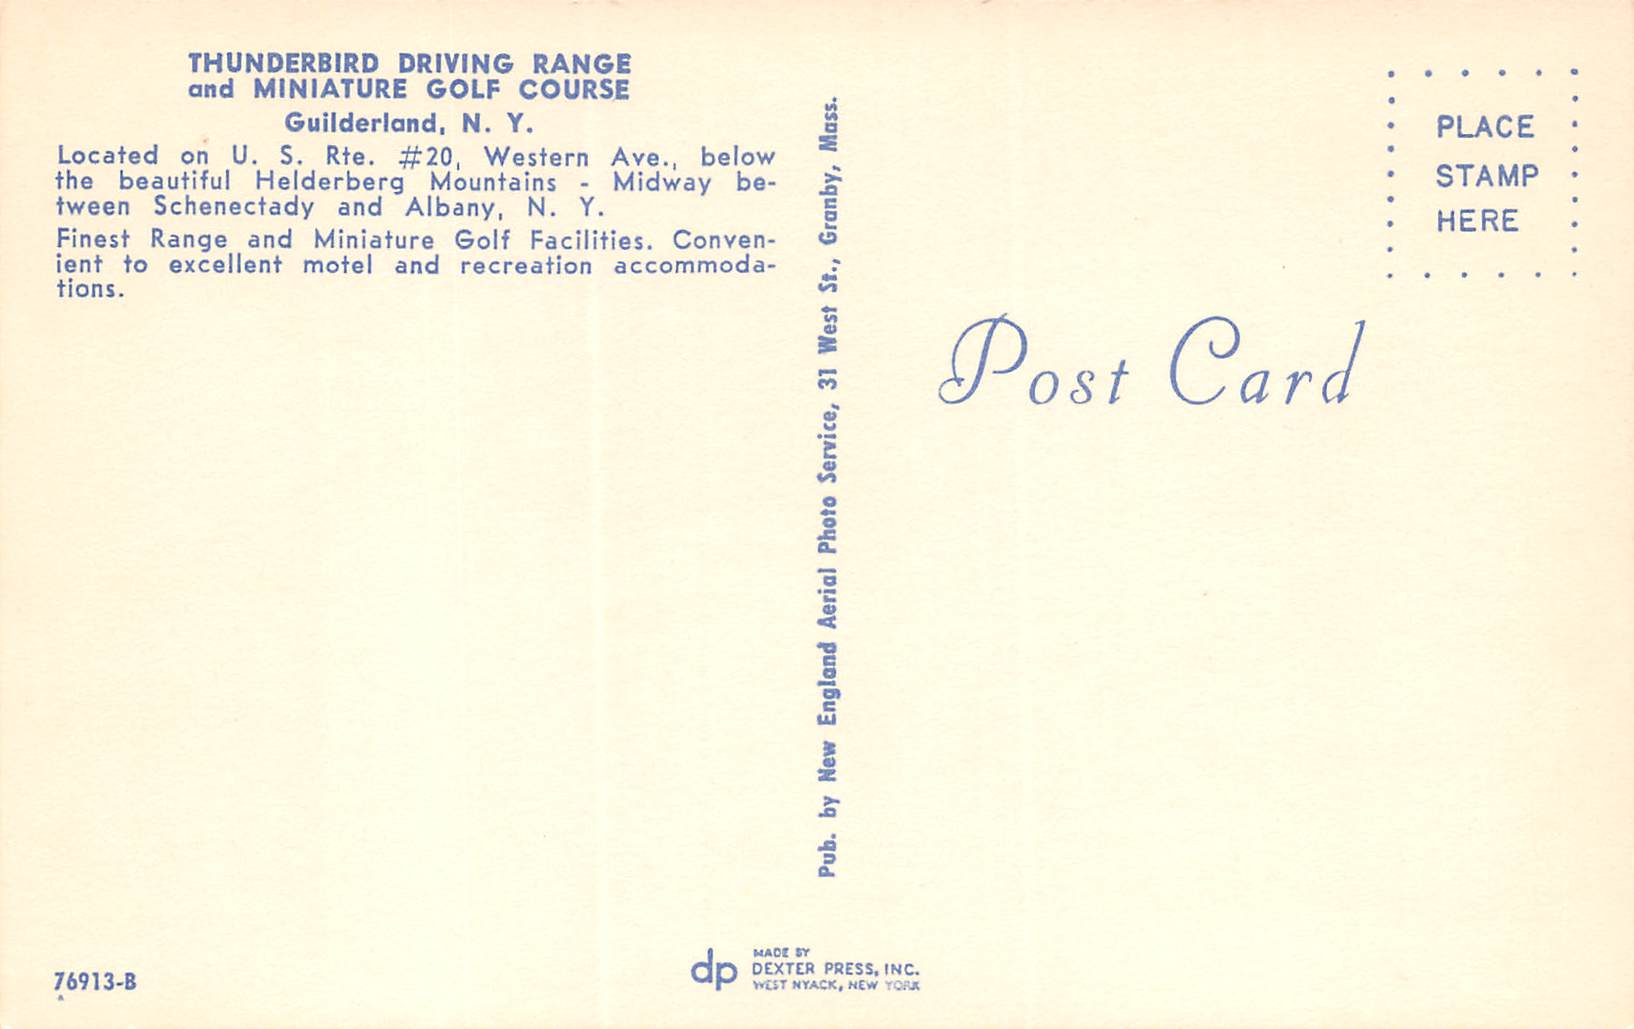 THUNDERBIRD DRIVING RANGE
and MINIATURE GOLF COURSE
Guilderland, N. Y.
Located on U. S. Rte. #20, Western Ave., below
the beautiful Helderberg Mountains - Midway be-
tween Schenectady and Albany, N. Y.
Finest Range and Miniature Golf Facilities. Conven-
ient to excellent motel and recreation accommoda-
tions.
76913-B
Pub. by New England Aerial Photo Service, 31 West St., Granby, Mass.
dp
MADE BY
DEXTER PRESS, INC.
WEST NYACK, NEW YORK
PLACE
STAMP
HERE
Post Card